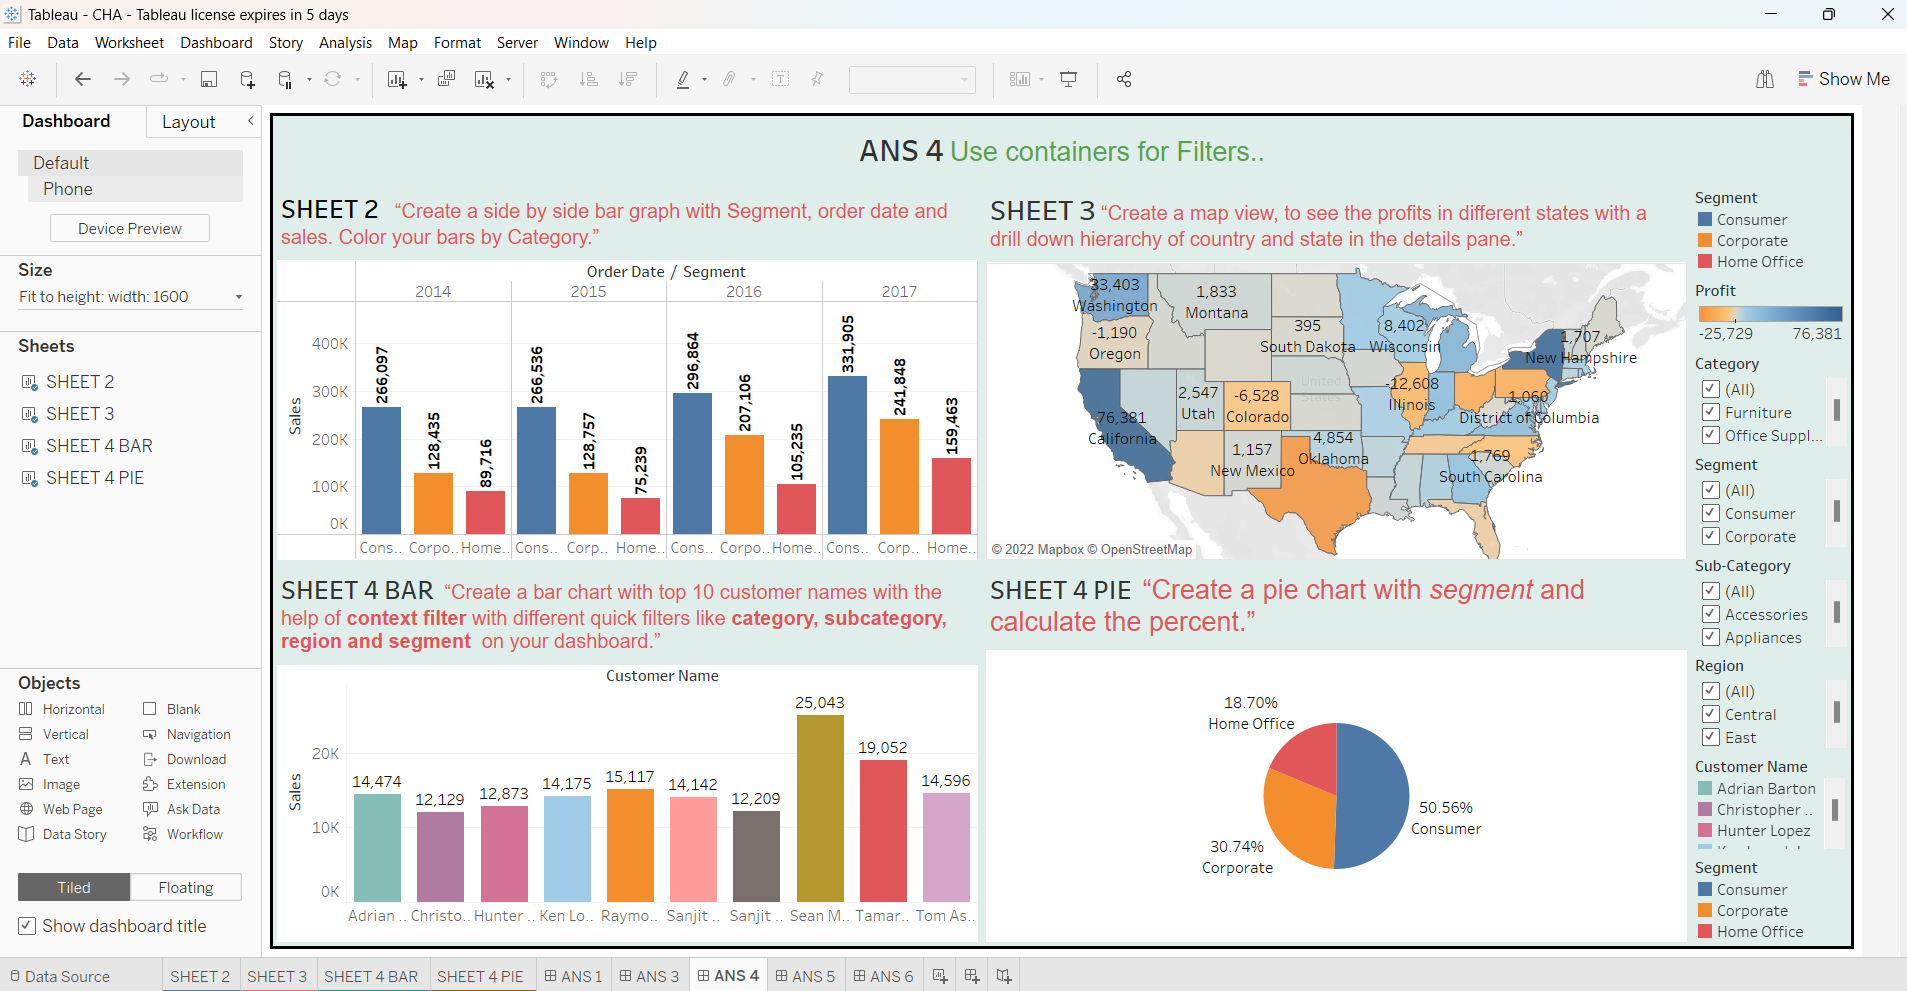 Tableau - CHA - Tableau license expires in 5 days
File Data Worksheet Dashboard Story Analysis Map Format Server Window Help
Show Me
Dashboard Layout
Default
Phone
Device Preview
Size
Fit to height: width: 1600
Sheets
SHEET 2
SHEET 3
SHEET 4 BAR
SHEET 4 PIE
Objects
Horizontal Blank
Vertical Navigation
Text Download
Image Extension
Web Page Ask Data
Data Story Workflow
Tiled Floating
Show dashboard title
ANS 4 Use containers for Filters..
SHEET 2 “Create a side by side bar graph with Segment, order date and
sales. Color your bars by Category.”
Order Date / Segment
2014 2015 2016 2017
Sales
400K
300K
200K
100K
0K
266,097 128,435 89,716 266,536 128,757 75,239 296,864 207,106 105,235 331,905 241,848 159,463
Cons.. Corpo.. Home.. Cons.. Corp.. Home.. Cons.. Corpo.. Home.. Cons.. Corp.. Home..
SHEET 3 “Create a map view, to see the profits in different states with a
drill down hierarchy of country and state in the details pane.”
33,403
Washington
1,833
Montana
-1,190
Oregon
395
South Dakota
8,402
Wisconsin
1,707
New Hampshire
United
States
2,547
Utah
-6,528
Colorado
-12,608
Illinois
1,060
District of Columbia
76,381
California
1,157
New Mexico
4,854
Oklahoma
1,769
South Carolina
© 2022 Mapbox © OpenStreetMap
SHEET 4 BAR “Create a bar chart with top 10 customer names with the
help of context filter with different quick filters like category, subcategory,
region and segment on your dashboard.”
Customer Name
Sales
20K
10K
0K
14,474 12,129 12,873 14,175 15,117 14,142 12,209 25,043 19,052 14,596
Adrian .. Christo.. Hunter .. Ken Lo.. Raymo.. Sanjit .. Sanjit .. Sean M.. Tamar.. Tom As..
SHEET 4 PIE “Create a pie chart with segment and
calculate the percent.”
18.70%
Home Office
50.56%
Consumer
30.74%
Corporate
Segment
Consumer
Corporate
Home Office
Profit
-25,729 76,381
Category
(All)
Furniture
Office Suppl...
Segment
(All)
Consumer
Corporate
Sub-Category
(All)
Accessories
Appliances
Region
(All)
Central
East
Customer Name
Adrian Barton
Christopher ..
Hunter Lopez
Segment
Consumer
Corporate
Home Office
Data Source SHEET 2 SHEET 3 SHEET 4 BAR SHEET 4 PIE ANS 1 ANS 3 ANS 4 ANS 5 ANS 6